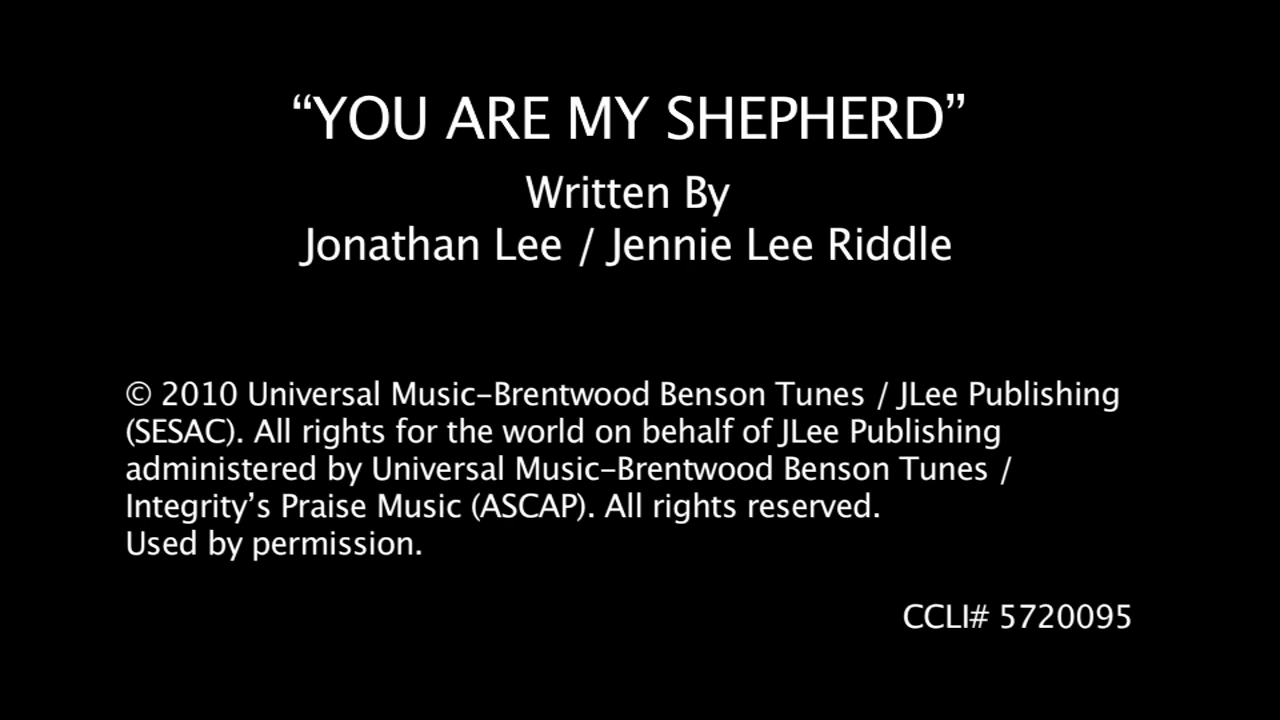 “YOU ARE MY SHEPHERD”
Written By
Jonathan Lee / Jennie Lee Riddle
© 2010 Universal Music–Brentwood Benson Tunes / JLee Publishing
(SESAC). All rights for the world on behalf of JLee Publishing
administered by Universal Music–Brentwood Benson Tunes /
Integrity’s Praise Music (ASCAP). All rights reserved.
Used by permission.
CCLI# 5720095